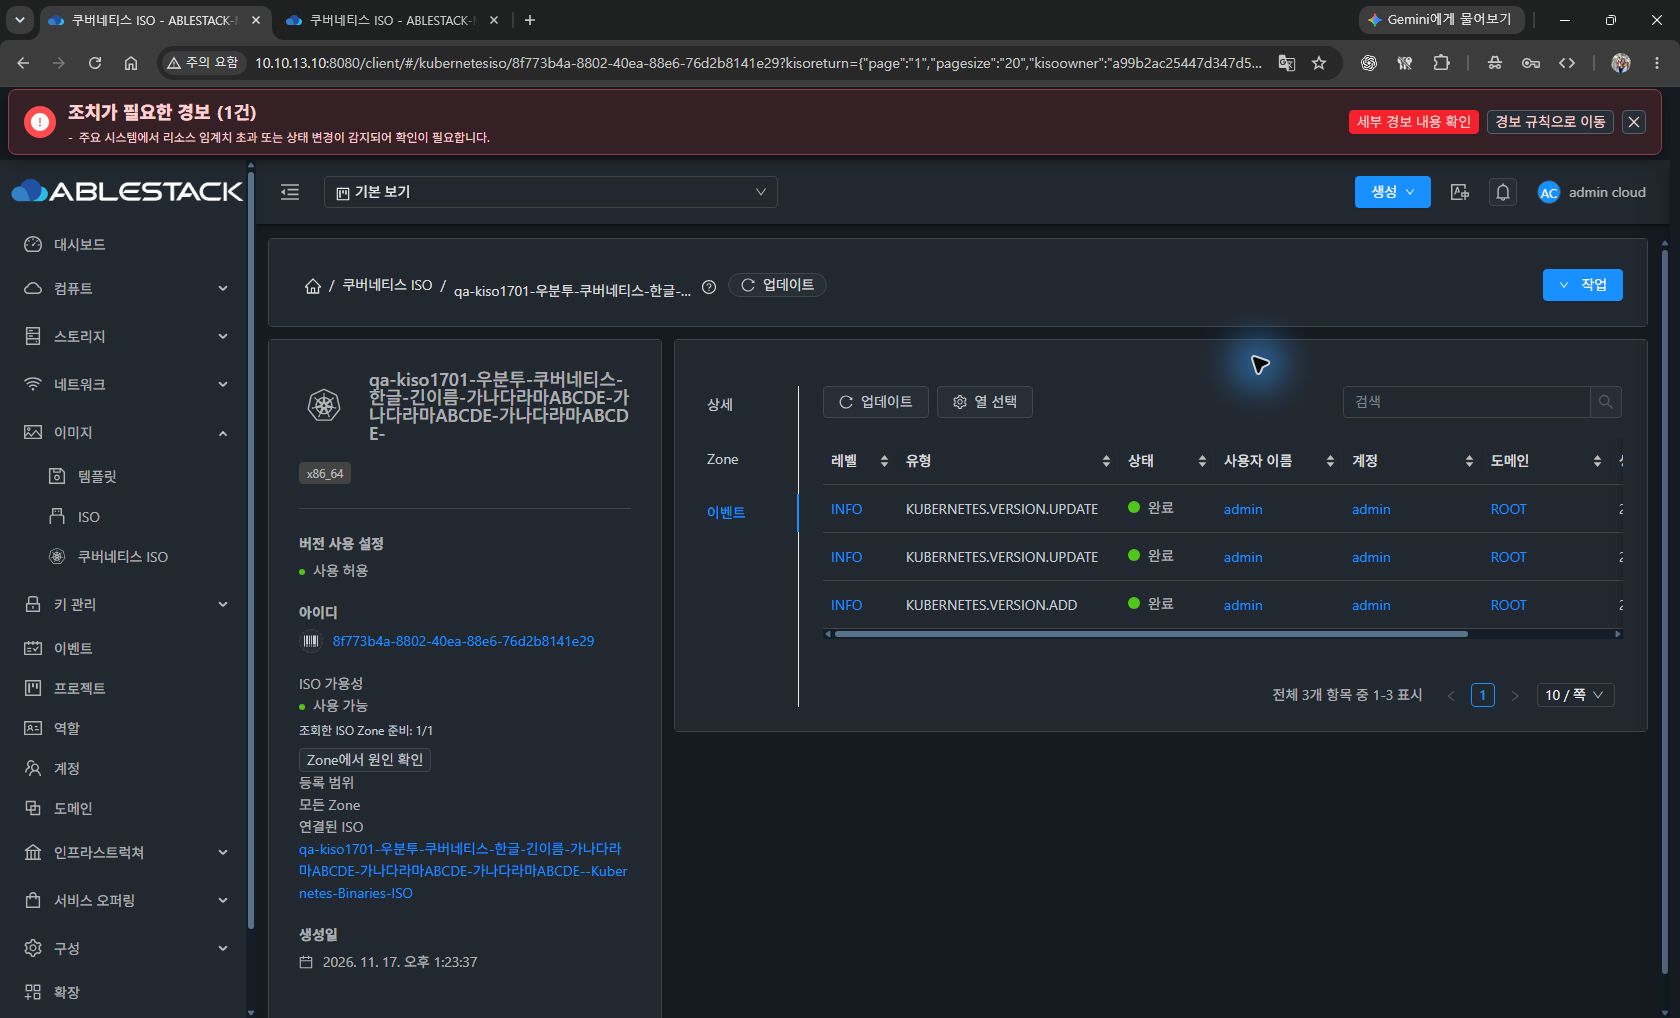 쿠버네티스 ISO - ABLESTACK-
쿠버네티스 ISO - ABLESTACK-
Gemini에게 물어보기
주의 요함
10.10.13.10:8080/client/#/kubernetesiso/8f773b4a-8802-40ea-88e6-76d2b8141e29?kisoreturn={"page":"1","pagesize":"20","kisoowner":"a99b2ac25447d347d5...
조치가 필요한 경보 (1건)
- 주요 시스템에서 리소스 임계치 초과 또는 상태 변경이 감지되어 확인이 필요합니다.
세부 경보 내용 확인
경보 규칙으로 이동
ABLESTACK
기본 보기
생성
AC
admin cloud
대시보드
컴퓨트
스토리지
네트워크
이미지
템플릿
ISO
쿠버네티스 ISO
키 관리
이벤트
프로젝트
역할
계정
도메인
인프라스트럭쳐
서비스 오퍼링
구성
확장
/ 쿠버네티스 ISO / qa-kiso1701-우분투-쿠버네티스-한글-...
업데이트
작업
qa-kiso1701-우분투-쿠버네티스-
한글-긴이름-가나다라마ABCDE-가
나다라마ABCDE-가나다라마ABCD
E-
x86_64
버전 사용 설정
사용 허용
아이디
8f773b4a-8802-40ea-88e6-76d2b8141e29
ISO 가용성
사용 가능
조회한 ISO Zone 준비: 1/1
Zone에서 원인 확인
등록 범위
모든 Zone
연결된 ISO
qa-kiso1701-우분투-쿠버네티스-한글-긴이름-가나다라
마ABCDE-가나다라마ABCDE-가나다라마ABCDE--Kuber
netes-Binaries-ISO
생성일
2026. 11. 17. 오후 1:23:37
상세
Zone
이벤트
업데이트
열 선택
검색
레벨 유형 상태 사용자 이름 계정 도메인
INFO KUBERNETES.VERSION.UPDATE 완료 admin admin ROOT
INFO KUBERNETES.VERSION.UPDATE 완료 admin admin ROOT
INFO KUBERNETES.VERSION.ADD 완료 admin admin ROOT
전체 3개 항목 중 1-3 표시
1
10 / 쪽